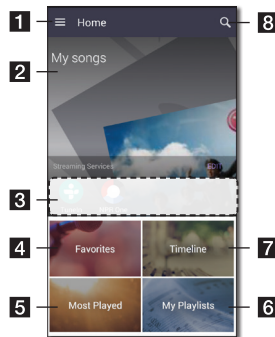 1 Home 8
2 My songs
Streaming Services EDIT
3
4 Favorites Timeline 7
5 Most Played My Playlists 6